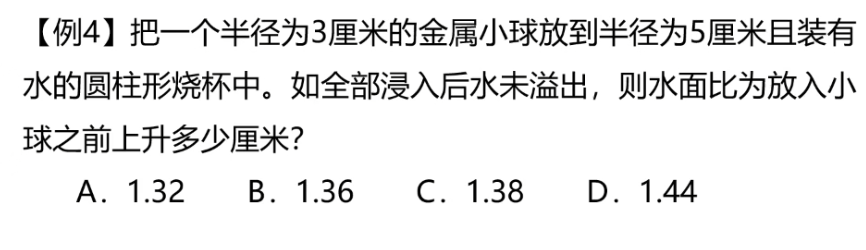 【例4】把一个半径为3厘米的金属小球放到半径为5厘米且装有
水的圆柱形烧杯中。如全部浸入后水未溢出，则水面比为放入小
球之前上升多少厘米？
A. 1.32 B. 1.36 C. 1.38 D. 1.44